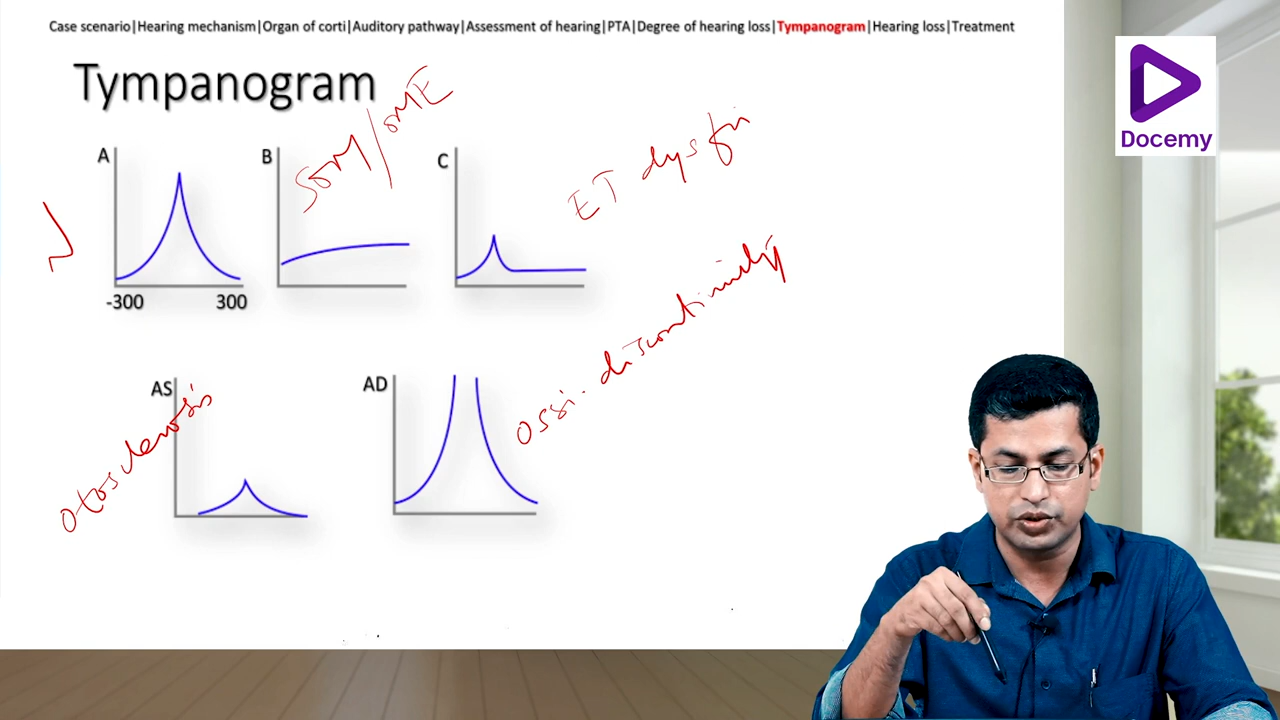 Case scenario|Hearing mechanism|Organ of corti|Auditory pathway|Assessment of hearing|PTA|Degree of hearing loss|Tympanogram|Hearing loss|Treatment
Tympanogram
Docemy
A
B
C
SOM/OME
ET dysfn
N
-300 300
AS
AD
otosclerosis
ossi. discontinuity